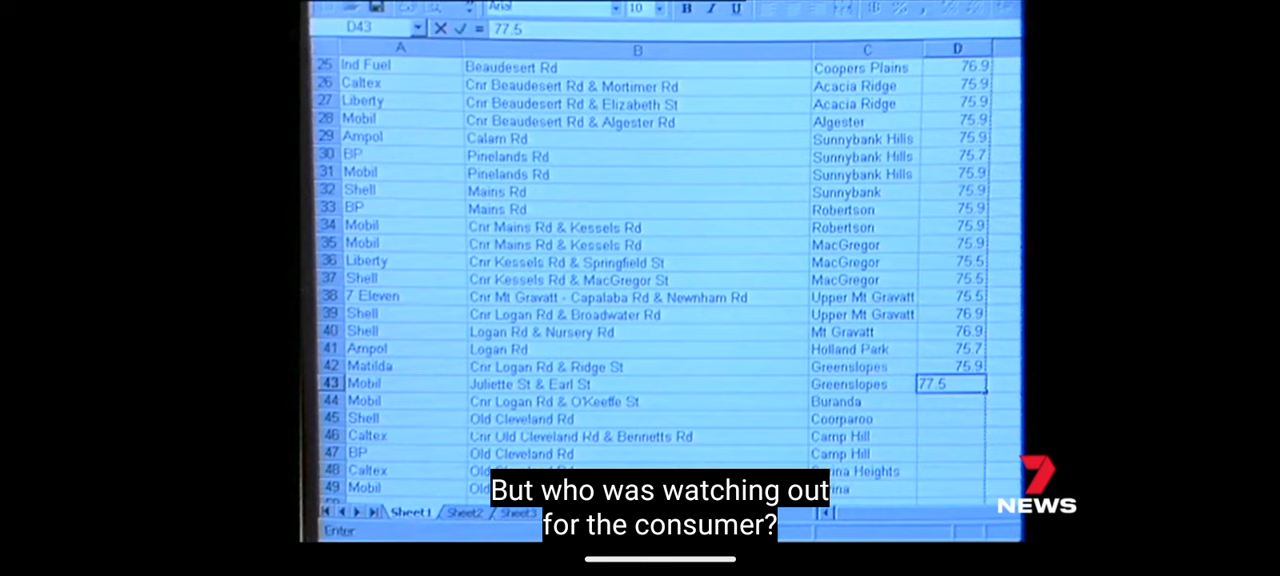 Arial 10 B I U
D43 = 77.5
A B C D
25 Ind Fuel Beaudesert Rd Coopers Plains 76.9
26 Caltex Cnr Beaudesert Rd & Mortimer Rd Acacia Ridge 75.9
27 Liberty Cnr Beaudesert Rd & Elizabeth St Acacia Ridge 75.9
28 Mobil Cnr Beaudesert Rd & Algester Rd Algester 75.9
29 Ampol Calam Rd Sunnybank Hills 75.9
30 BP Pinelands Rd Sunnybank Hills 75.7
31 Mobil Pinelands Rd Sunnybank Hills 75.9
32 Shell Mains Rd Sunnybank 75.9
33 BP Mains Rd Robertson 75.9
34 Mobil Cnr Mains Rd & Kessels Rd Robertson 75.9
35 Mobil Cnr Mains Rd & Kessels Rd MacGregor 75.9
36 Liberty Cnr Kessels Rd & Springfield St MacGregor 75.5
37 Shell Cnr Kessels Rd & MacGregor St MacGregor 75.5
38 7 Eleven Cnr Mt Gravatt - Capalaba Rd & Newnham Rd Upper Mt Gravatt 75.5
39 Shell Cnr Logan Rd & Broadwater Rd Upper Mt Gravatt 76.9
40 Shell Logan Rd & Nursery Rd Mt Gravatt 76.9
41 Ampol Logan Rd Holland Park 75.7
42 Matilda Cnr Logan Rd & Ridge St Greenslopes 75.9
43 Mobil Juliette St & Earl St Greenslopes 77.5
44 Mobil Cnr Logan Rd & O'Keeffe St Buranda
45 Shell Old Cleveland Rd Coorparoo
46 Caltex Cnr Old Cleveland Rd & Bennetts Rd Camp Hill
47 BP Old Cleveland Rd Camp Hill
48 Caltex Old Heights
49 Mobil Old
Sheet1 Sheet2 Sheet3
Enter
But who was watching out
for the consumer?
7
NEWS